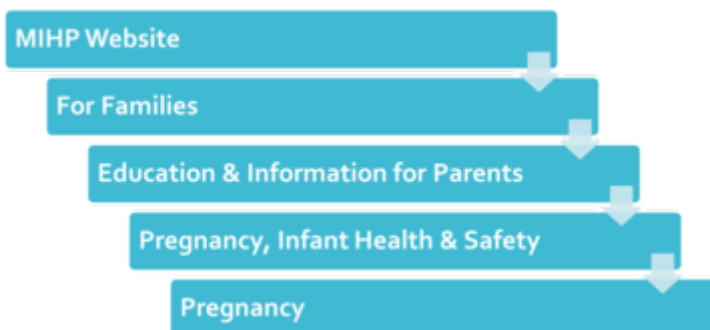 MIHP Website
For Families
Education & Information for Parents
Pregnancy, Infant Health & Safety
Pregnancy